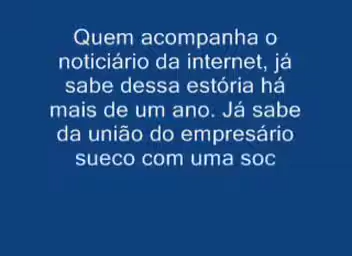 Quem acompanha o
noticiário da internet, já
sabe dessa estória há
mais de um ano. Já sabe
da união do empresário
sueco com uma soc